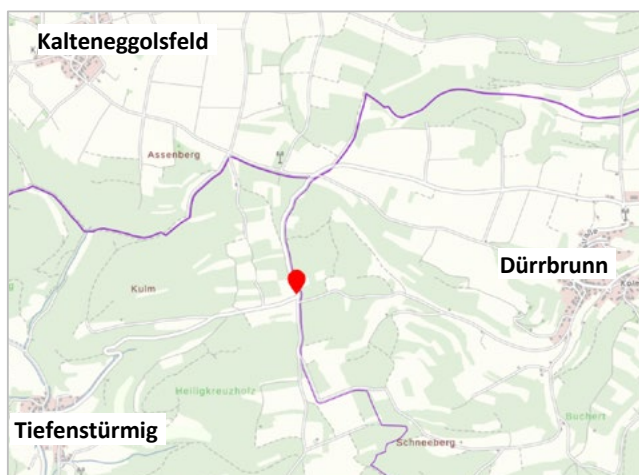 Kalteneggolsfeld
Assenberg
Dürrbrunn
Kulm
Heiligkreuzholz
Tiefenstürmig
Schneeberg
Buchert